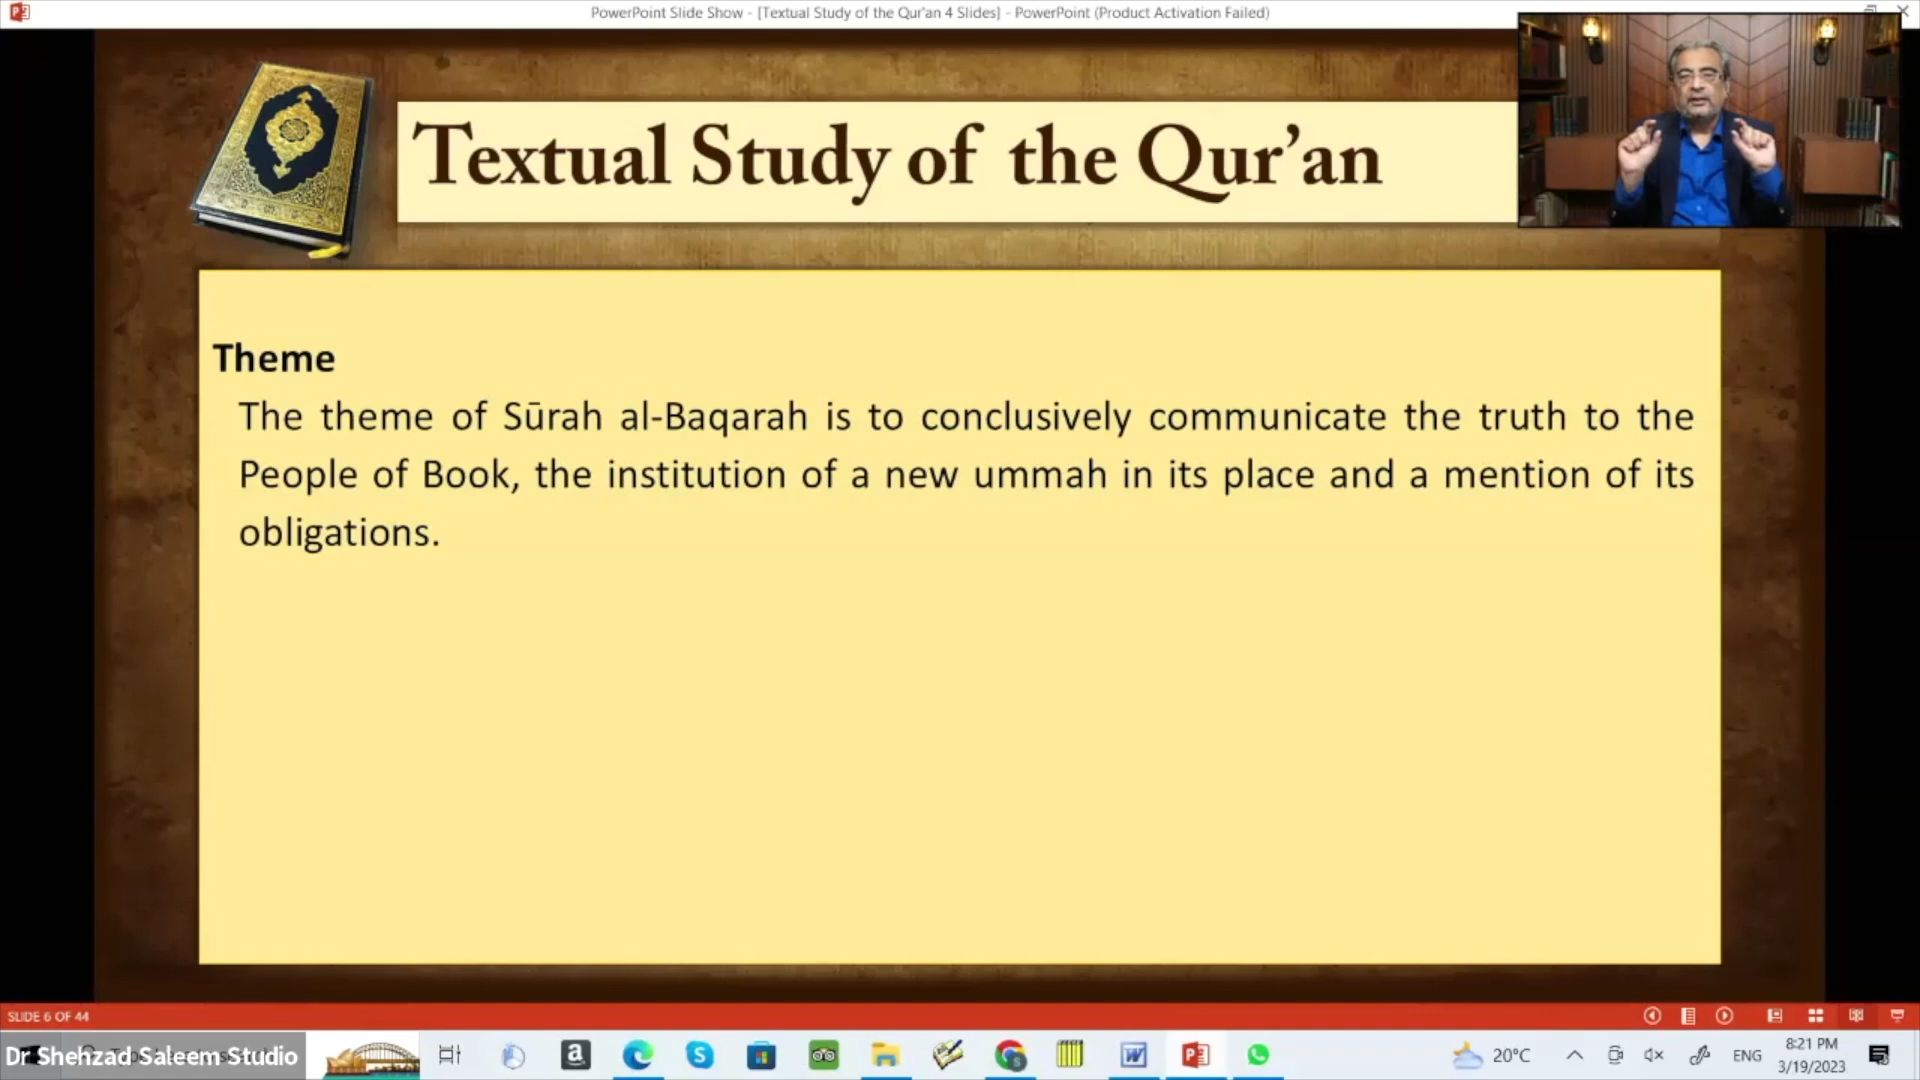 PowerPoint Slide Show - [Textual Study of the Qur'an 4 Slides] - PowerPoint (Product Activation Failed)
Textual Study of the Qur’an
Theme
The theme of Sūrah al-Baqarah is to conclusively communicate the truth to the
People of Book, the institution of a new ummah in its place and a mention of its
obligations.
SLIDE 6 OF 44
Dr Shehzad Saleem Studio
20°C
ENG
8:21 PM
3/19/2023